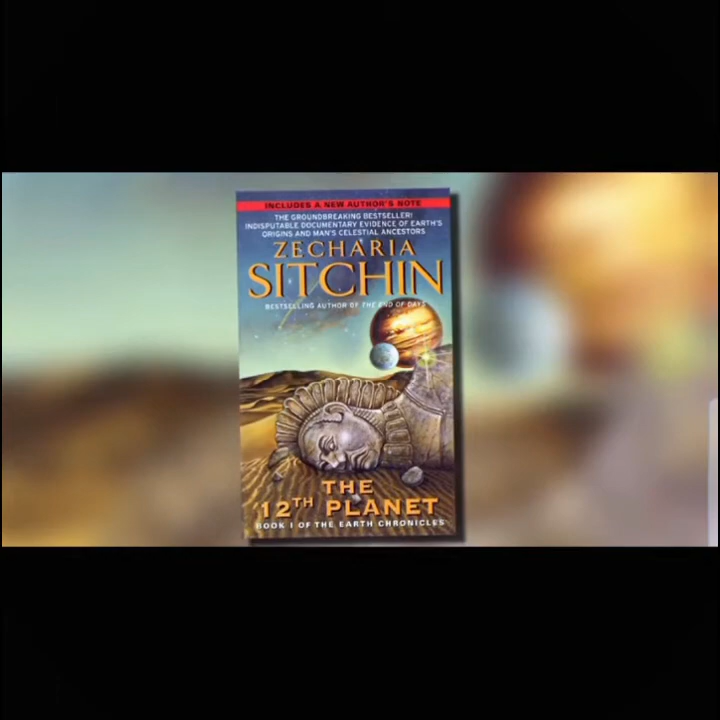 INCLUDES A NEW AUTHOR'S NOTE
THE GROUNDBREAKING BESTSELLER!
INDISPUTABLE DOCUMENTARY EVIDENCE OF EARTH'S
ORIGINS AND MAN'S CELESTIAL ANCESTORS
ZECHARIA
SITCHIN
BESTSELLING AUTHOR OF THE END OF DAYS
THE
12TH PLANET
BOOK I OF THE EARTH CHRONICLES